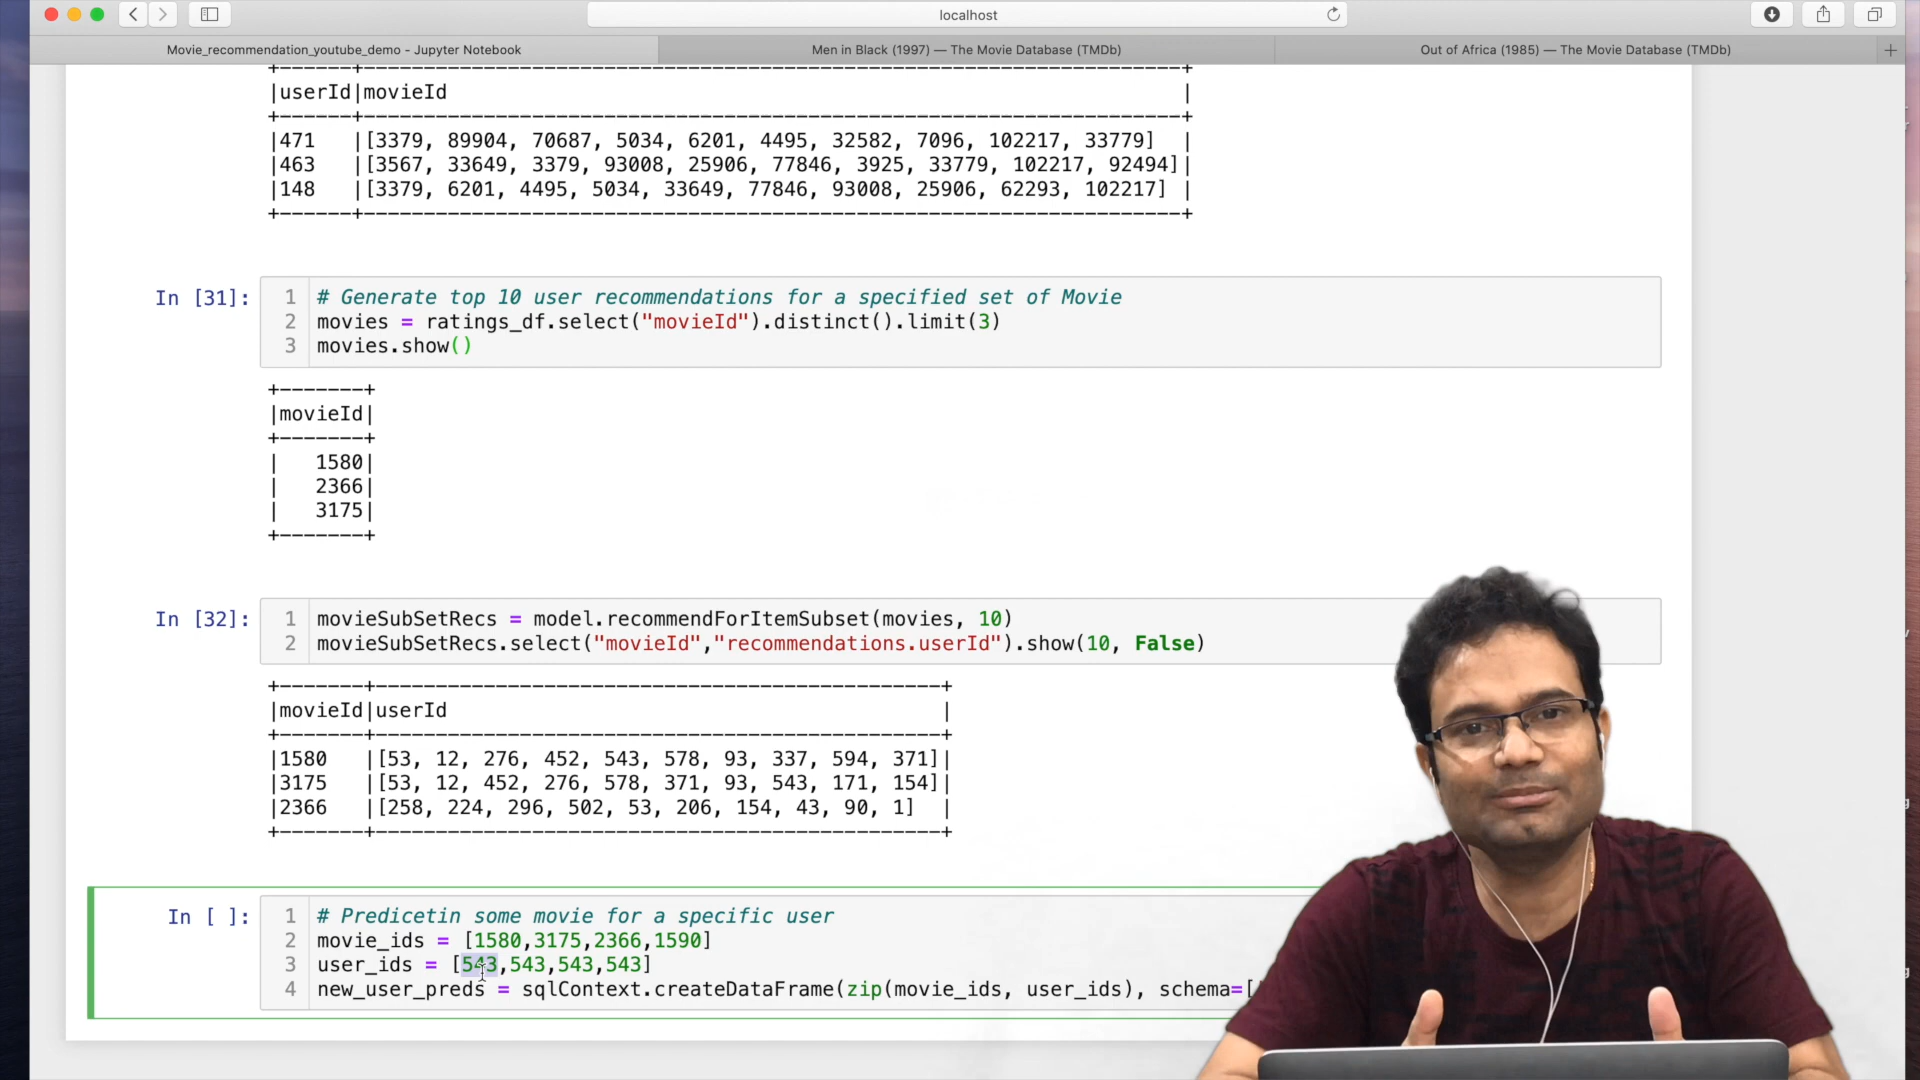 localhost
Movie_recommendation_youtube_demo - Jupyter Notebook
Men in Black (1997) — The Movie Database (TMDb)
Out of Africa (1985) — The Movie Database (TMDb)
|userId|movieId |
|471 |[3379, 89904, 70687, 5034, 6201, 4495, 32582, 7096, 102217, 33779] |
|463 |[3567, 33649, 3379, 93008, 25906, 77846, 3925, 33779, 102217, 92494]|
|148 |[3379, 6201, 4495, 5034, 33649, 77846, 93008, 25906, 62293, 102217] |
In [31]:
1 # Generate top 10 user recommendations for a specified set of Movie
2 movies = ratings_df.select("movieId").distinct().limit(3)
3 movies.show()
|movieId|
| 1580|
| 2366|
| 3175|
In [32]:
1 movieSubSetRecs = model.recommendForItemSubset(movies, 10)
2 movieSubSetRecs.select("movieId","recommendations.userId").show(10, False)
|movieId|userId |
|1580 |[53, 12, 276, 452, 543, 578, 93, 337, 594, 371]|
|3175 |[53, 12, 452, 276, 578, 371, 93, 543, 171, 154]|
|2366 |[258, 224, 296, 502, 53, 206, 154, 43, 90, 1] |
In [ ]:
1 # Predicetin some movie for a specific user
2 movie_ids = [1580,3175,2366,1590]
3 user_ids = [543,543,543,543]
4 new_user_preds = sqlContext.createDataFrame(zip(movie_ids, user_ids), schema=[